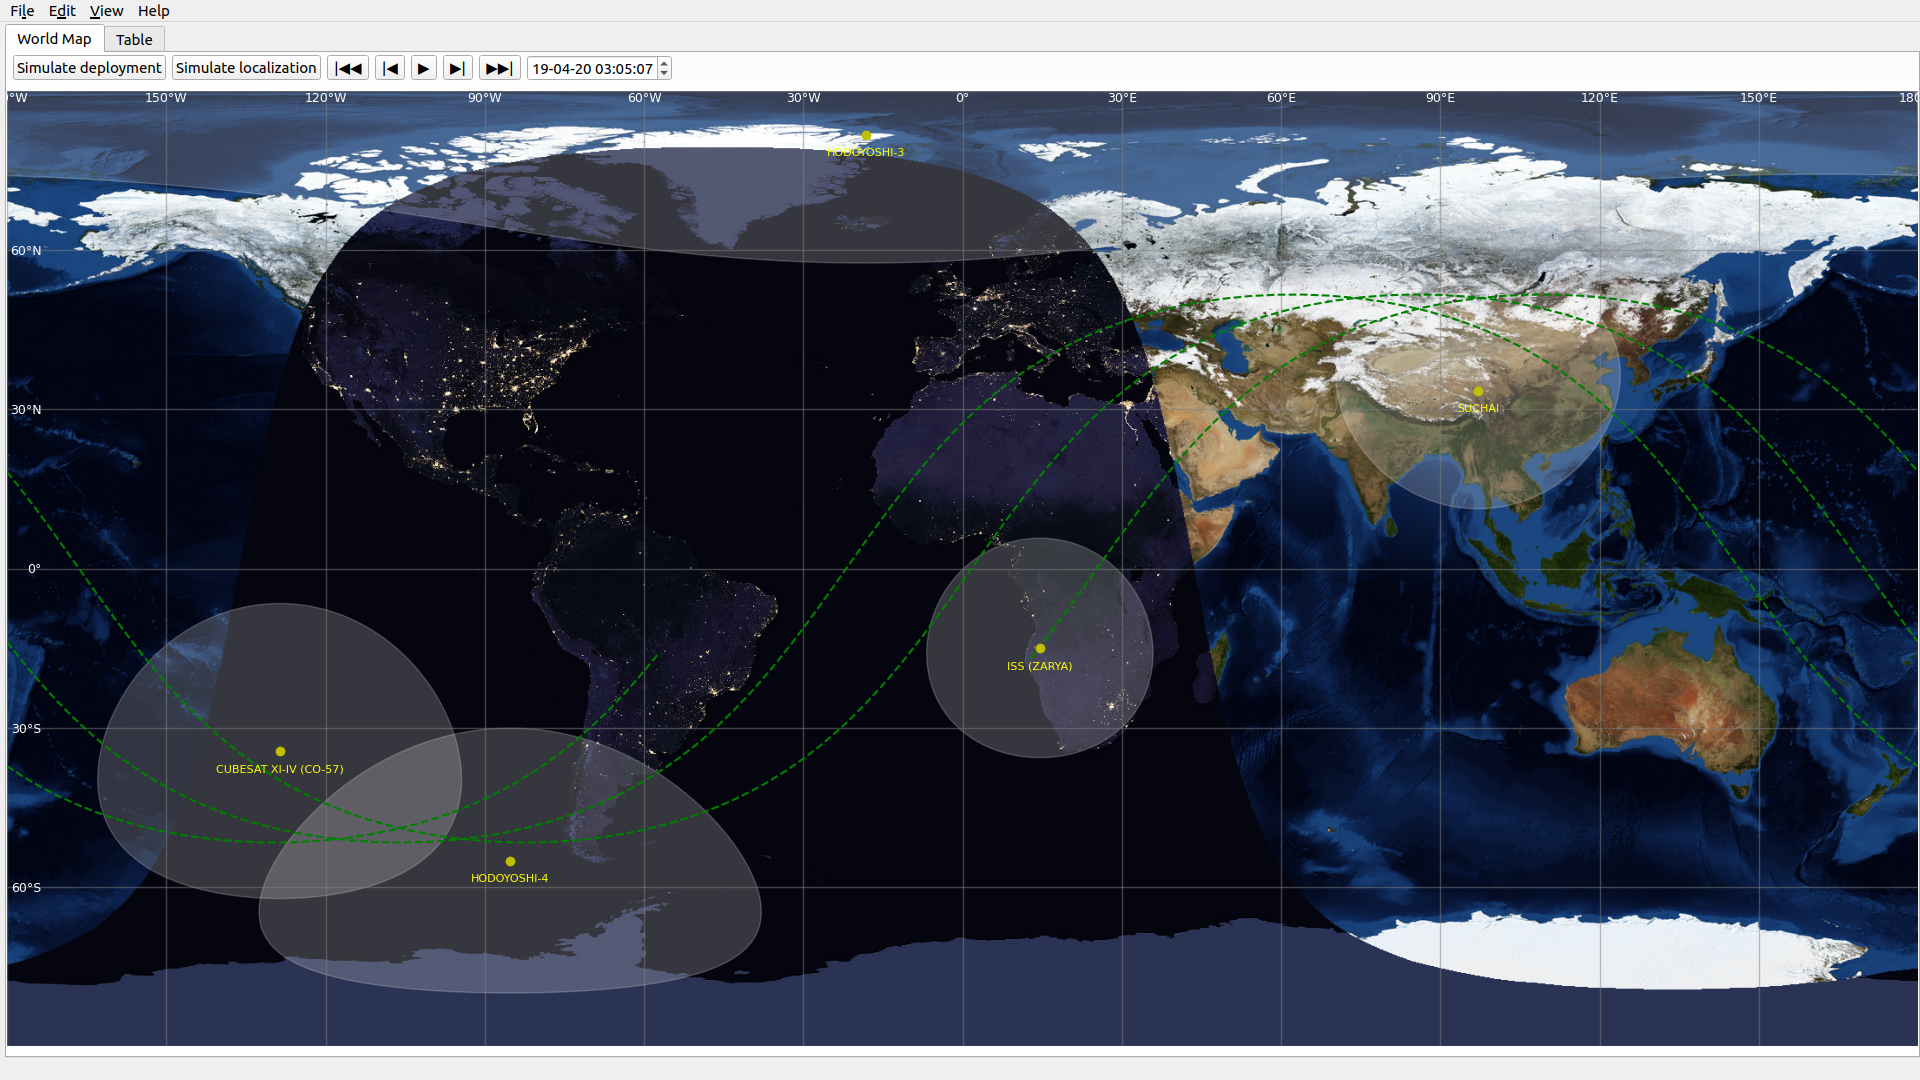 File Edit View Help
World Map Table
Simulate deployment Simulate localization |◀◀ |◀ ▶ ▶| ▶▶| 19-04-20 03:05:07
°W 150°W 120°W 90°W 60°W 30°W 0° 30°E 60°E 90°E 120°E 150°E 180
HODOYOSHI-3
60°N
30°N
SUCHAI
0°
ISS (ZARYA)
30°S
CUBESAT XI-IV (CO-57)
HODOYOSHI-4
60°S